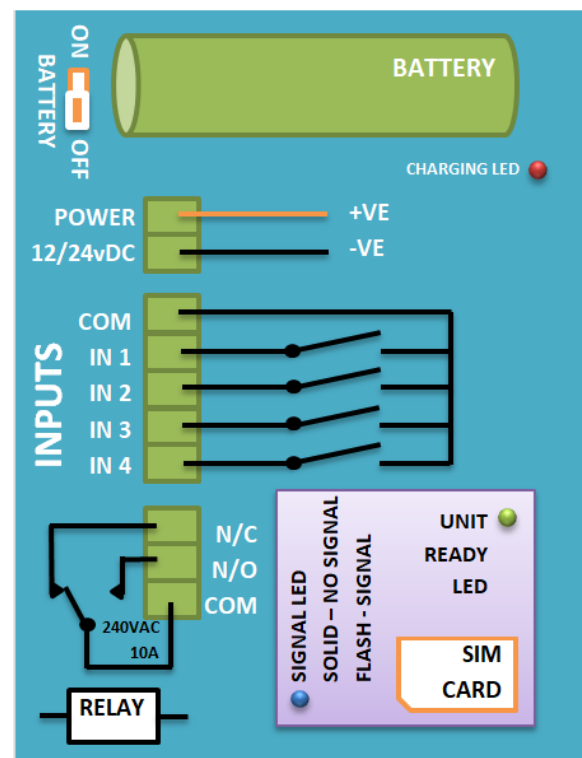 ON
BATTERY
OFF
BATTERY
CHARGING LED
POWER
12/24vDC
+VE
-VE
INPUTS
COM
IN 1
IN 2
IN 3
IN 4
N/C
N/O
COM
240VAC
10A
RELAY
SIGNAL LED
SOLID – NO SIGNAL
FLASH - SIGNAL
UNIT
READY
LED
SIM
CARD